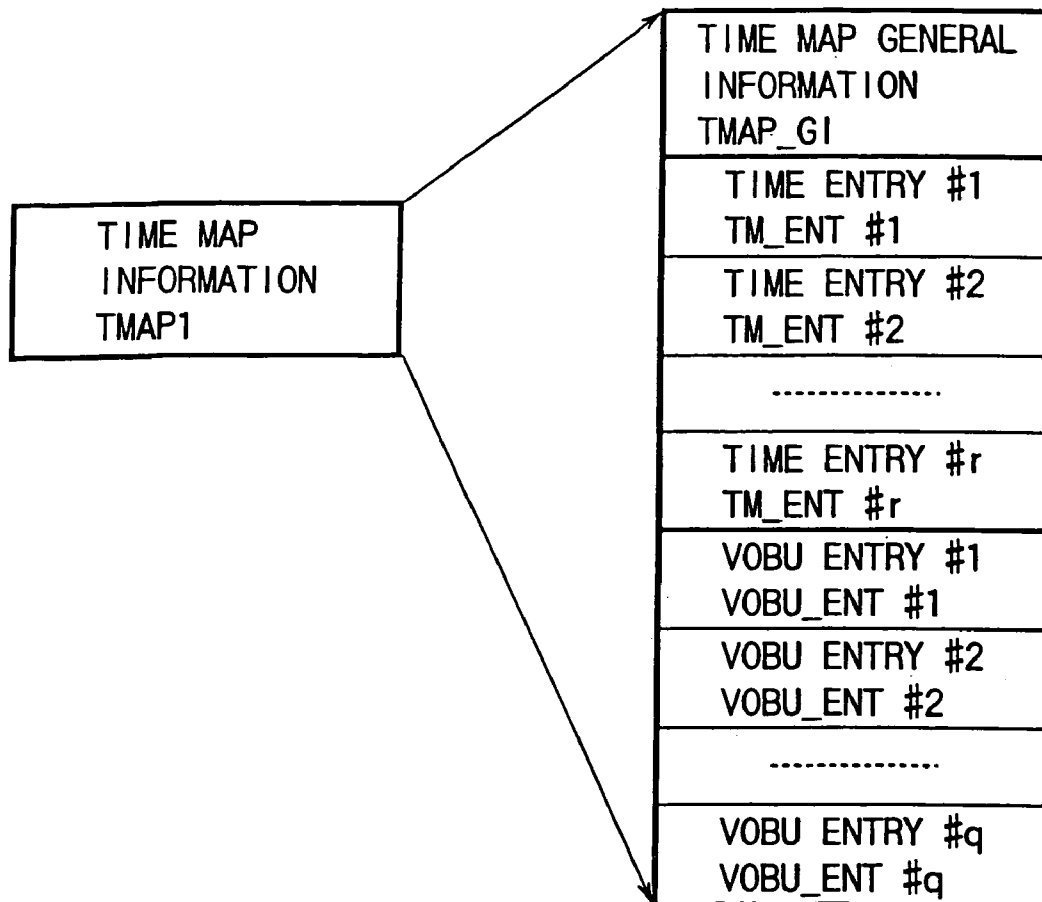 TIME MAP
INFORMATION
TMAP1
TIME MAP GENERAL
INFORMATION
TMAP_GI
TIME ENTRY #1
TM_ENT #1
TIME ENTRY #2
TM_ENT #2
TIME ENTRY #r
TM_ENT #r
VOBU ENTRY #1
VOBU_ENT #1
VOBU ENTRY #2
VOBU_ENT #2
VOBU ENTRY #q
VOBU_ENT #q